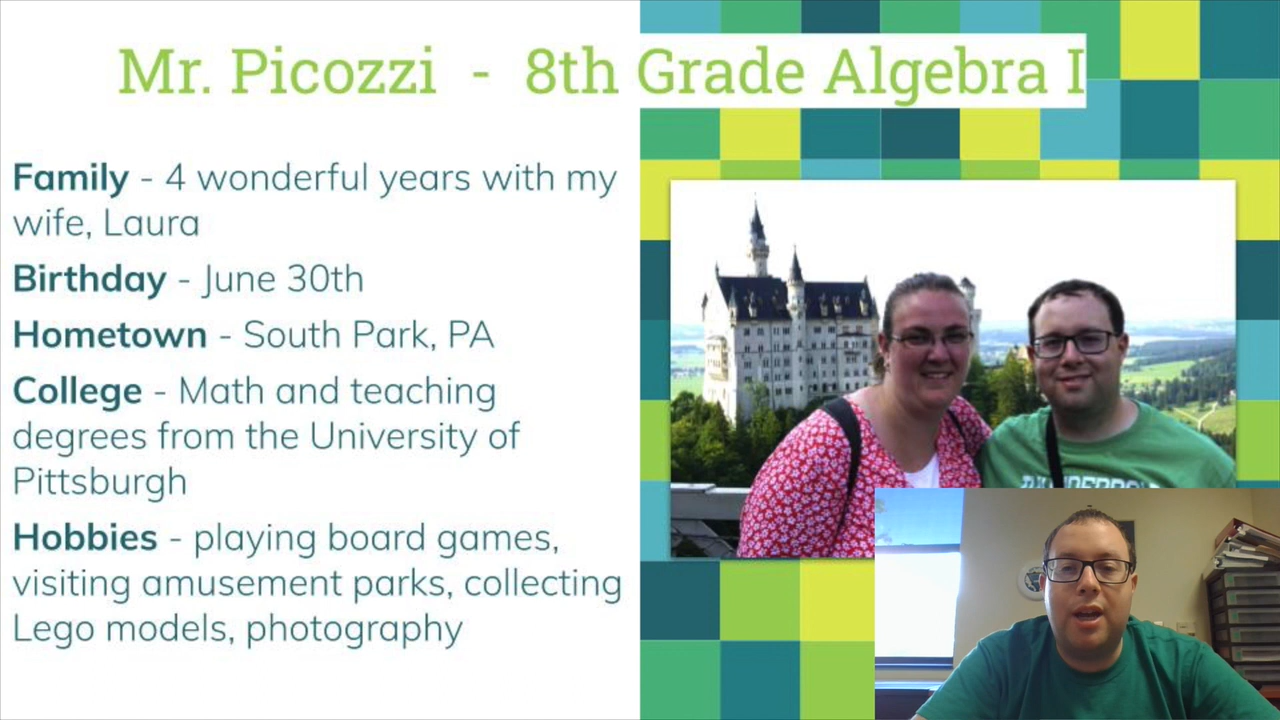 Mr. Picozzi - 8th Grade Algebra I
Family - 4 wonderful years with my
wife, Laura
Birthday - June 30th
Hometown - South Park, PA
College - Math and teaching
degrees from the University of
Pittsburgh
Hobbies - playing board games,
visiting amusement parks, collecting
Lego models, photography